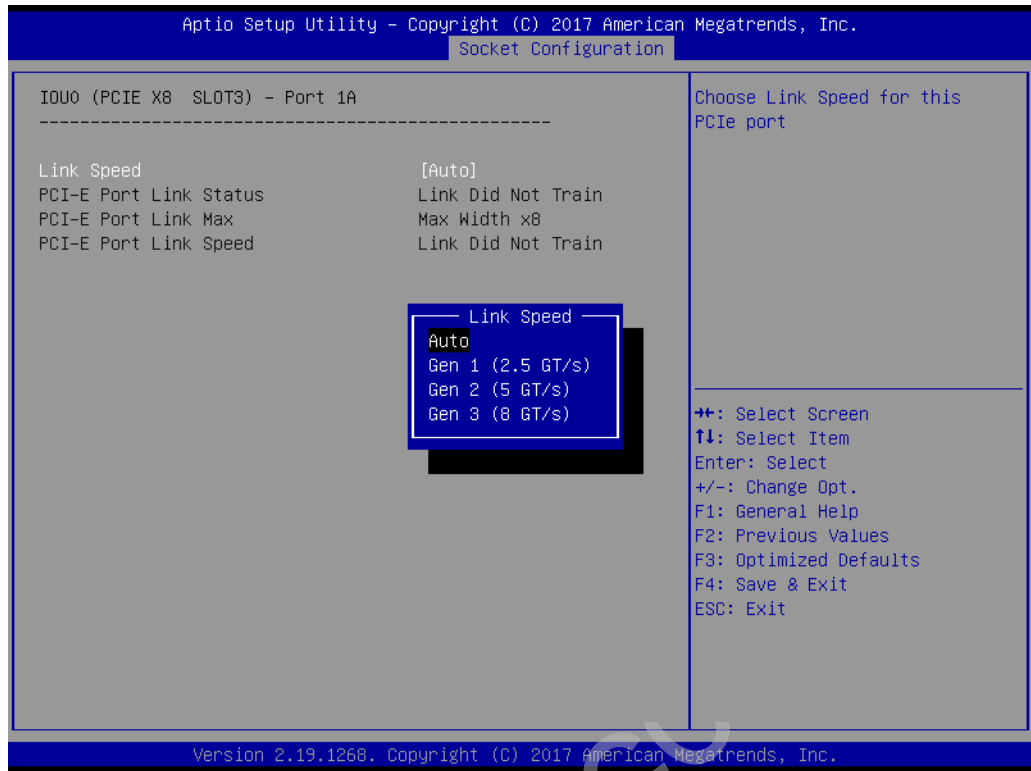 Aptio Setup Utility – Copyright (C) 2017 American Megatrends, Inc.
Socket Configuration
IOU0 (PCIE X8 SLOT3) – Port 1A
Choose Link Speed for this
PCIe port
Link Speed [Auto]
PCI-E Port Link Status Link Did Not Train
PCI-E Port Link Max Max Width x8
PCI-E Port Link Speed Link Did Not Train
Link Speed
Auto
Gen 1 (2.5 GT/s)
Gen 2 (5 GT/s)
Gen 3 (8 GT/s)
→←: Select Screen
↑↓: Select Item
Enter: Select
+/-: Change Opt.
F1: General Help
F2: Previous Values
F3: Optimized Defaults
F4: Save & Exit
ESC: Exit
Version 2.19.1268. Copyright (C) 2017 American Megatrends, Inc.